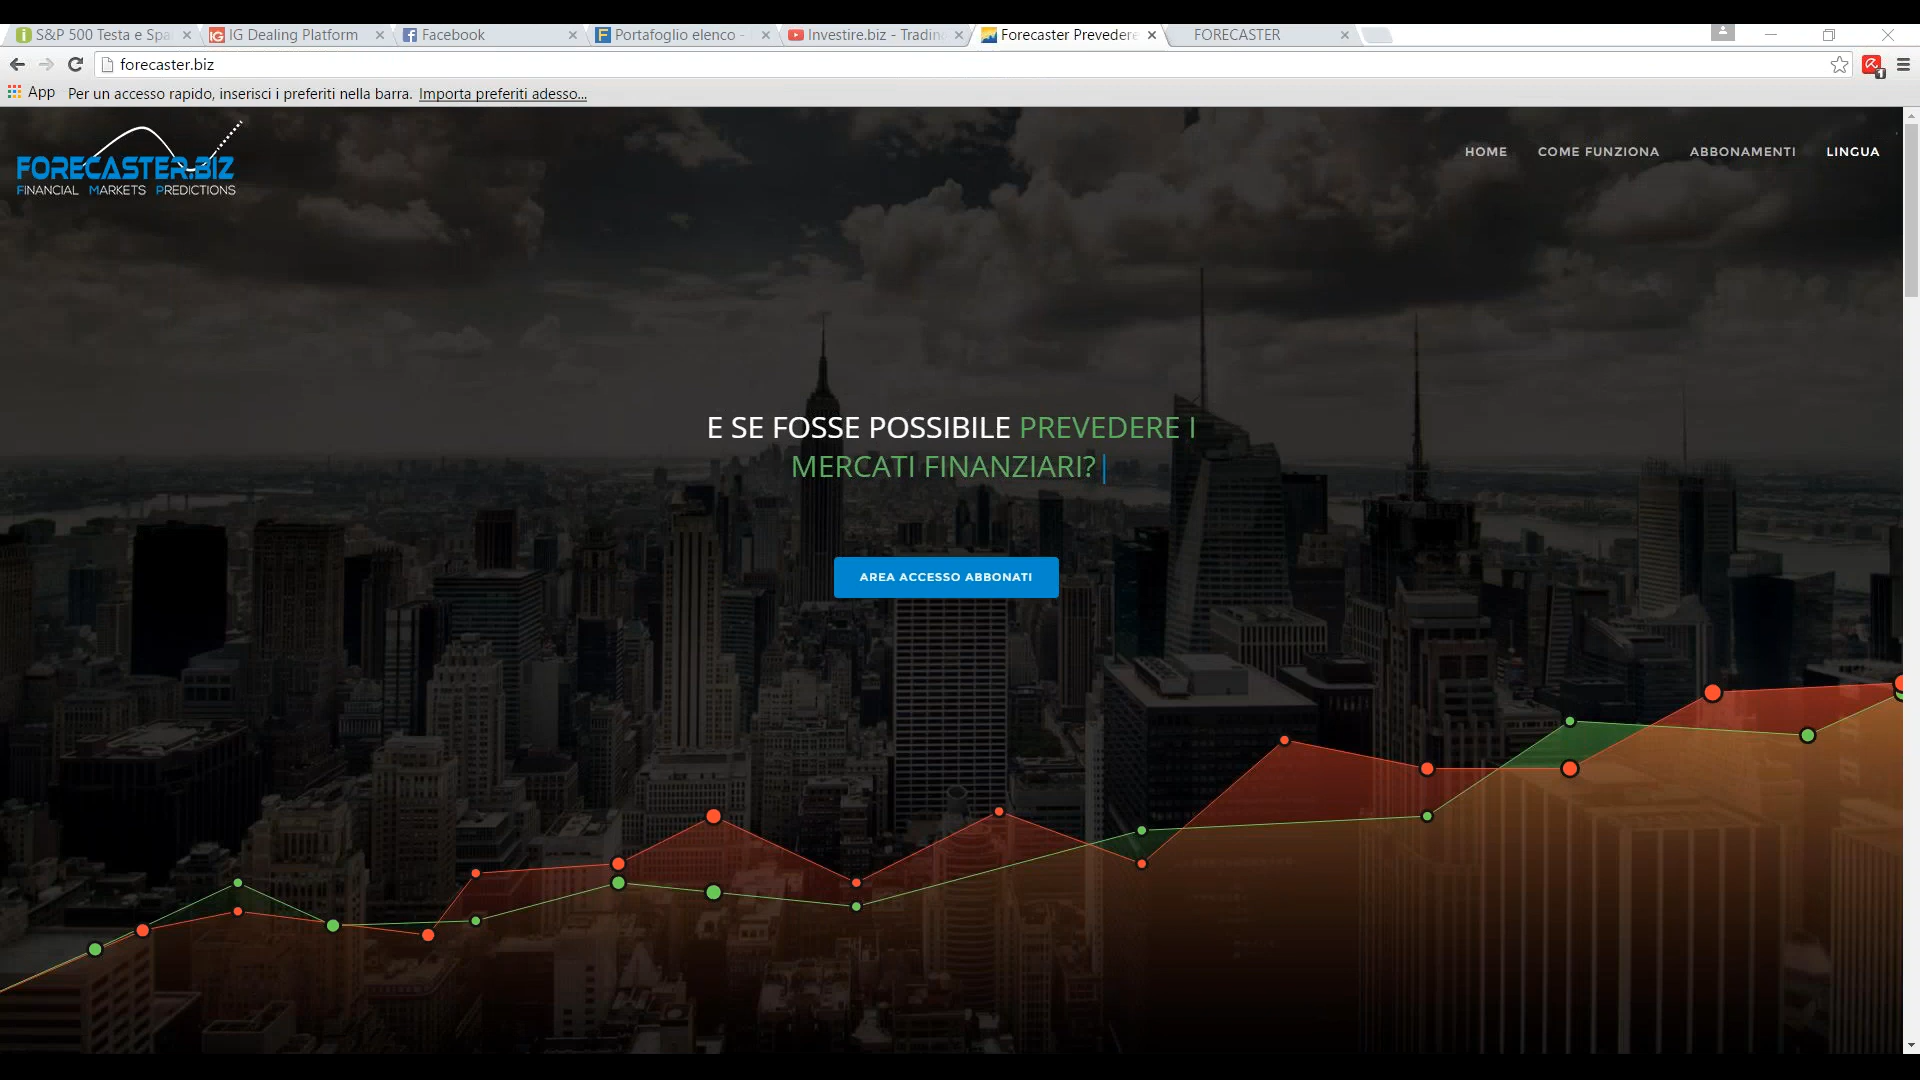 S&P 500 Testa e Spa
IG Dealing Platform
Facebook
Portafoglio elenco -
Investire.biz - Tradin
Forecaster Prevedere
FORECASTER
forecaster.biz
1
App
Per un accesso rapido, inserisci i preferiti nella barra. Importa preferiti adesso...
FORECASTER.BIZ
FINANCIAL MARKETS PREDICTIONS
HOME
COME FUNZIONA
ABBONAMENTI
LINGUA
E SE FOSSE POSSIBILE PREVEDERE I
MERCATI FINANZIARI?
AREA ACCESSO ABBONATI